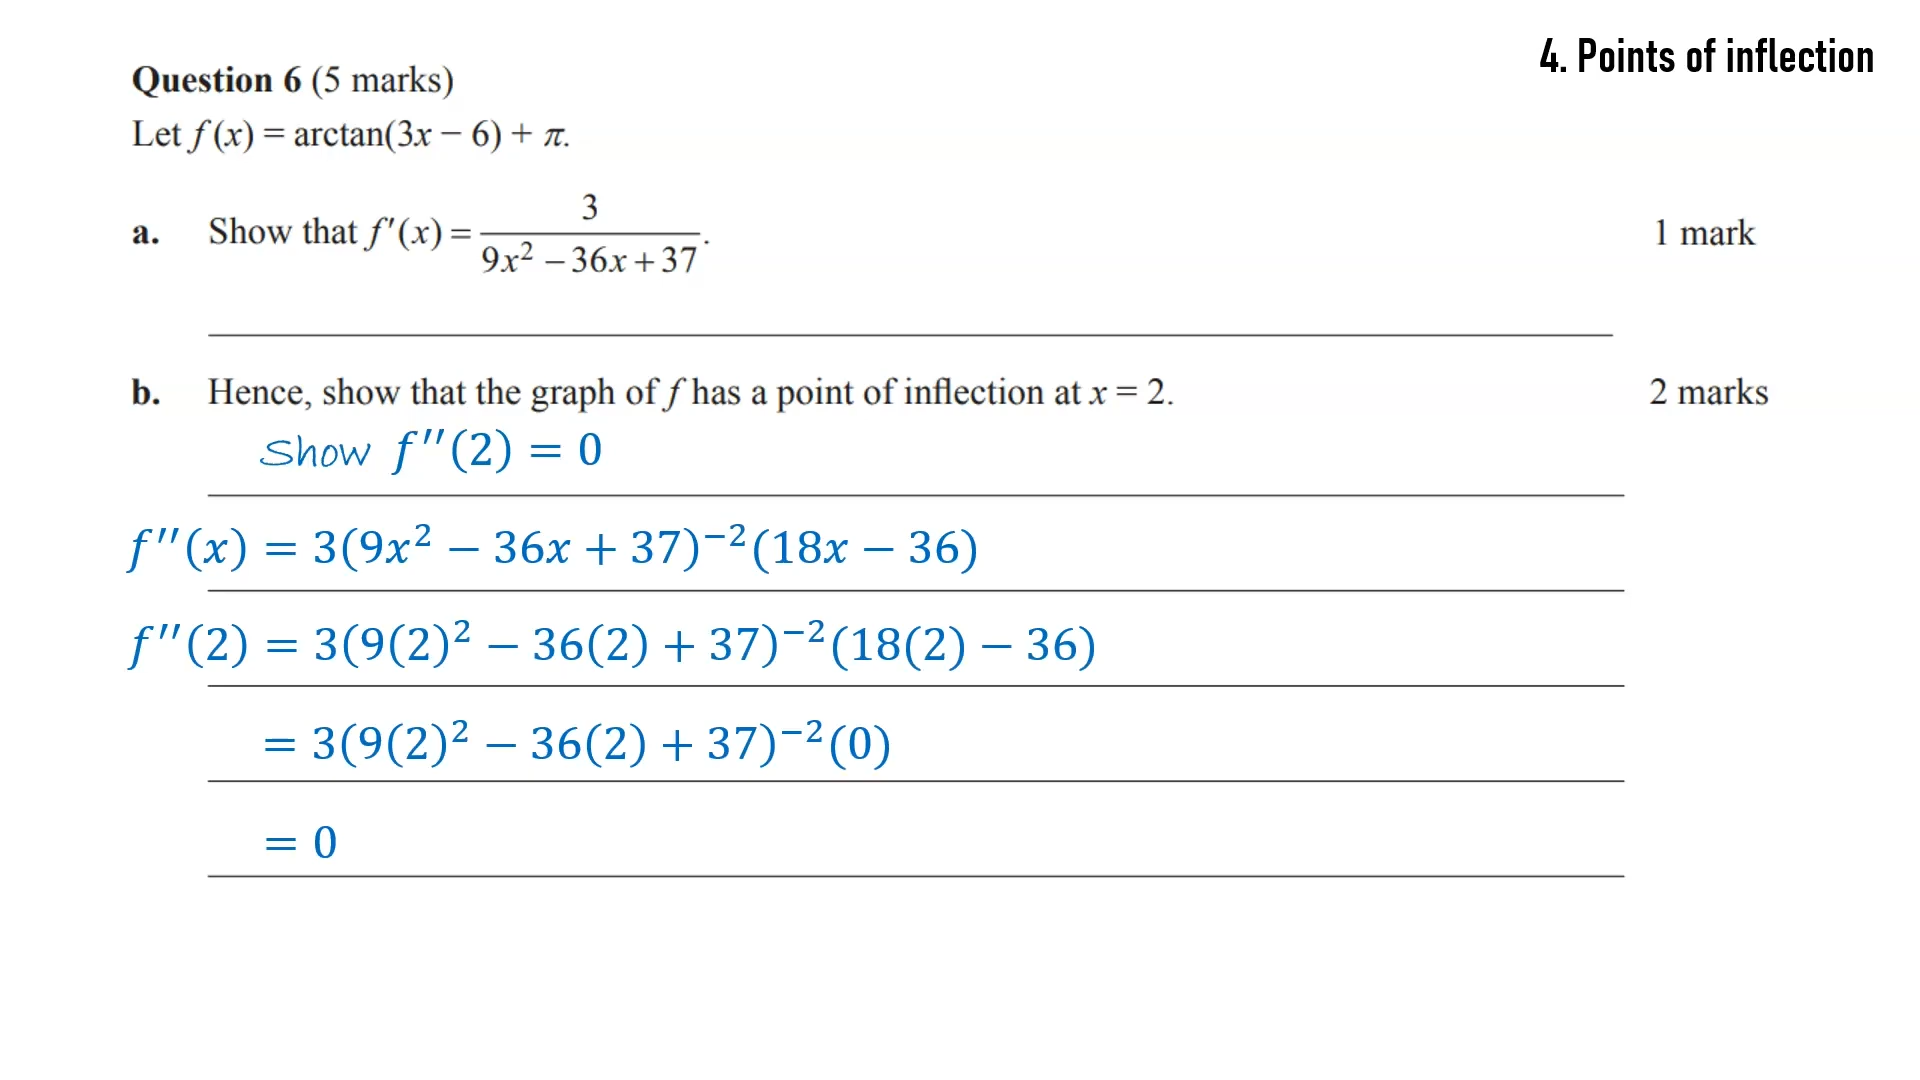 4. Points of inflection
Question 6 (5 marks)
Let f(x) = arctan(3x − 6) + π.
a. Show that f′(x) = 3/(9x² − 36x + 37). 1 mark
b. Hence, show that the graph of f has a point of inflection at x = 2. 2 marks
Show f′′(2) = 0
f′′(x) = 3(9x² − 36x + 37)⁻²(18x − 36)
f′′(2) = 3(9(2)² − 36(2) + 37)⁻²(18(2) − 36)
= 3(9(2)² − 36(2) + 37)⁻²(0)
= 0